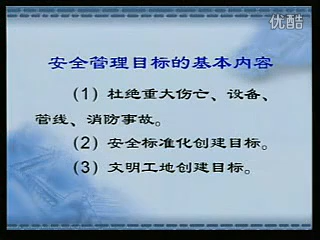 优酷
安全管理目标的基本内容
(1) 杜绝重大伤亡、设备、
管线、消防事故。
(2) 安全标准化创建目标。
(3) 文明工地创建目标。